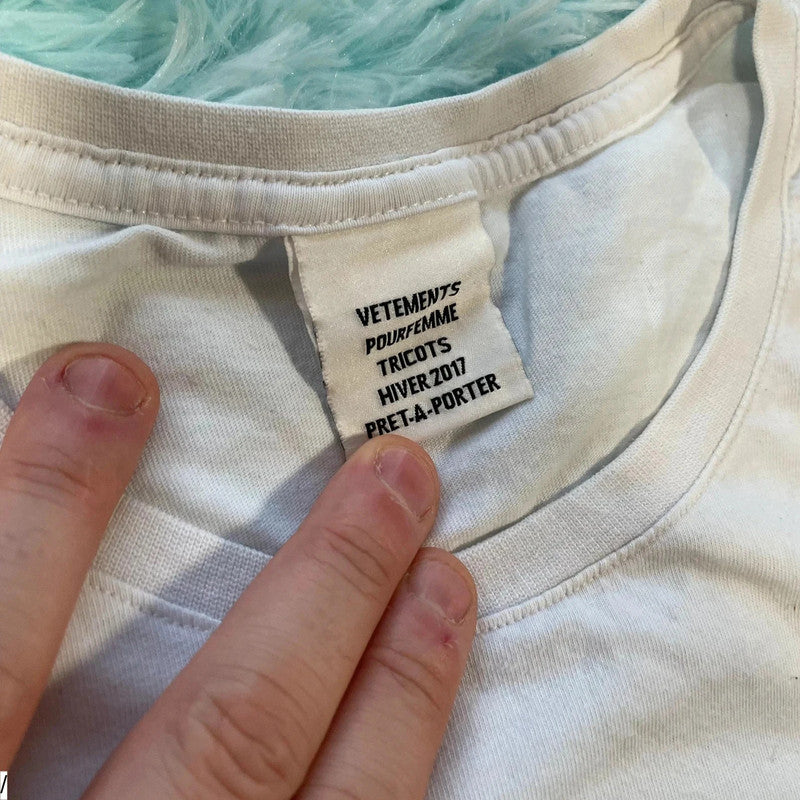 VETEMENTS
POURFEMME
TRICOTS
HIVER 2017
PRET-A-PORTER
/